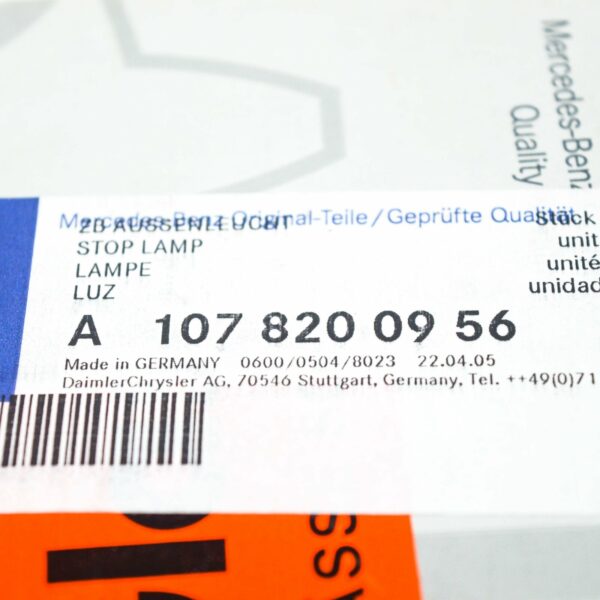 Mercedes-Benz
Quality
Mercedes-Benz Original-Teile/Geprüfte Qualität
ZB AUSSENLEUCHT Stück
STOP LAMP unit
LAMPE unité
LUZ unidad
A 107 820 09 56
Made in GERMANY 0600/0504/8023 22.04.05
DaimlerChrysler AG, 70546 Stuttgart, Germany, Tel. ++49(0)71